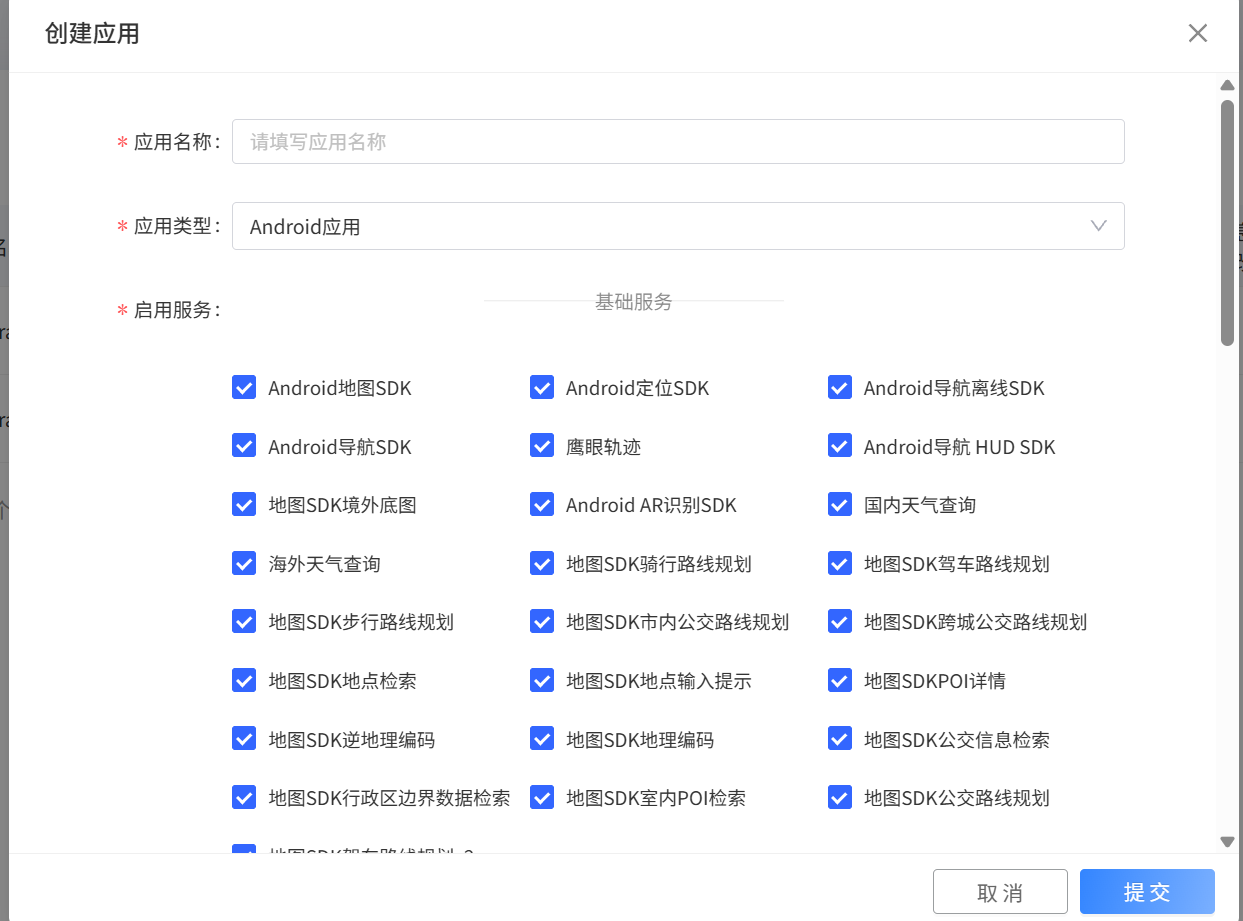 创建应用
* 应用名称：
请填写应用名称
* 应用类型：
Android应用
* 启用服务：
基础服务
Android地图SDK
Android定位SDK
Android导航离线SDK
Android导航SDK
鹰眼轨迹
Android导航 HUD SDK
地图SDK境外底图
Android AR识别SDK
国内天气查询
海外天气查询
地图SDK骑行路线规划
地图SDK驾车路线规划
地图SDK步行路线规划
地图SDK市内公交路线规划
地图SDK跨城公交路线规划
地图SDK地点检索
地图SDK地点输入提示
地图SDKPOI详情
地图SDK逆地理编码
地图SDK地理编码
地图SDK公交信息检索
地图SDK行政区边界数据检索
地图SDK室内POI检索
地图SDK公交路线规划
取 消
提 交